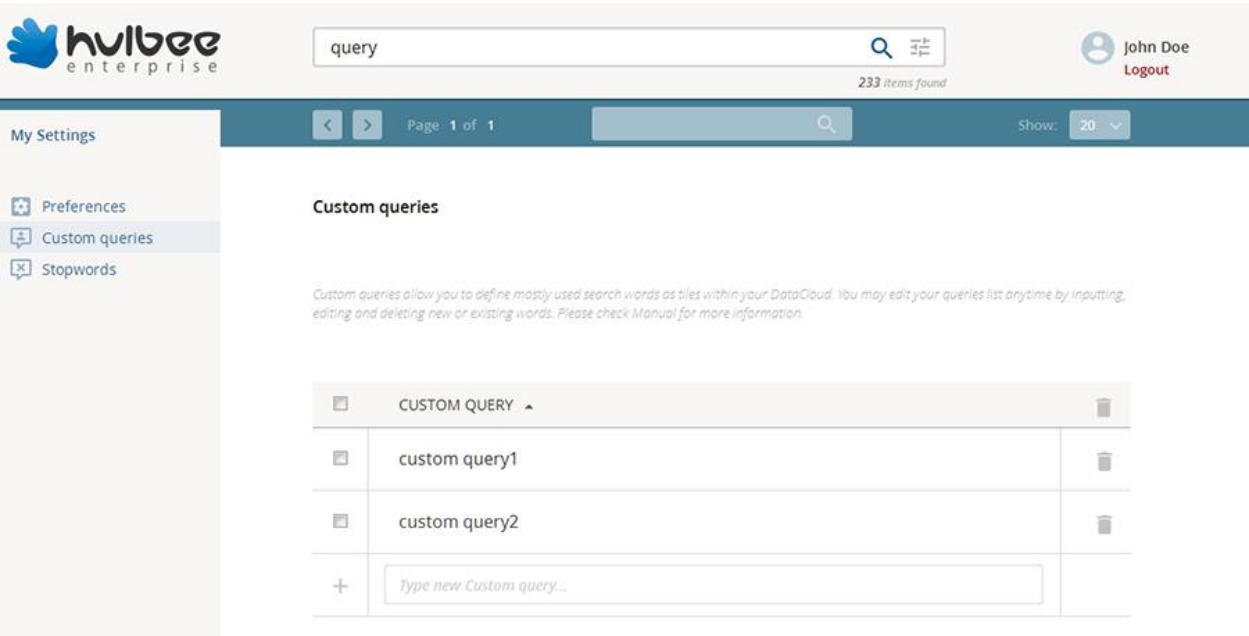 hulbee
enterprise
query
233 items found
John Doe
Logout
My Settings
Page 1 of 1
Show: 20
Preferences
Custom queries
Stopwords
Custom queries
Custom queries allow you to define mostly used search words as tiles within your DataCloud. You may edit your queries list anytime by inputting,
editing and deleting new or existing words. Please check Manual for more information.
CUSTOM QUERY
custom query1
custom query2
Type new Custom query...